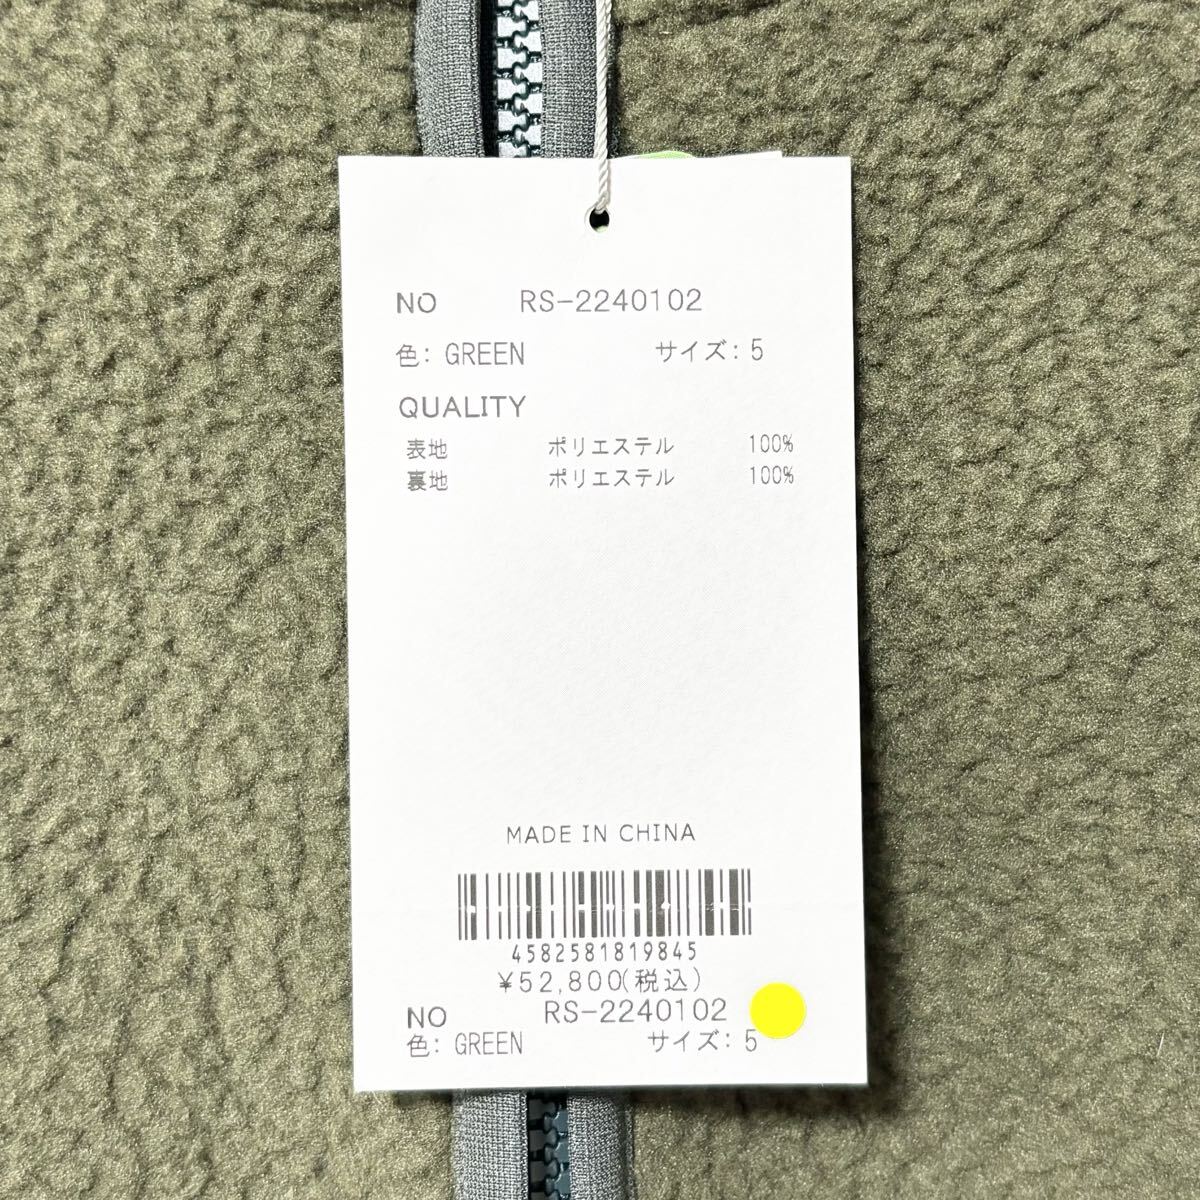 NO RS-2240102
色: GREEN サイズ: 5
QUALITY
表地 ポリエステル 100%
裏地 ポリエステル 100%
MADE IN CHINA
4582581819845
¥52,800(税込)
NO RS-2240102
色: GREEN サイズ: 5